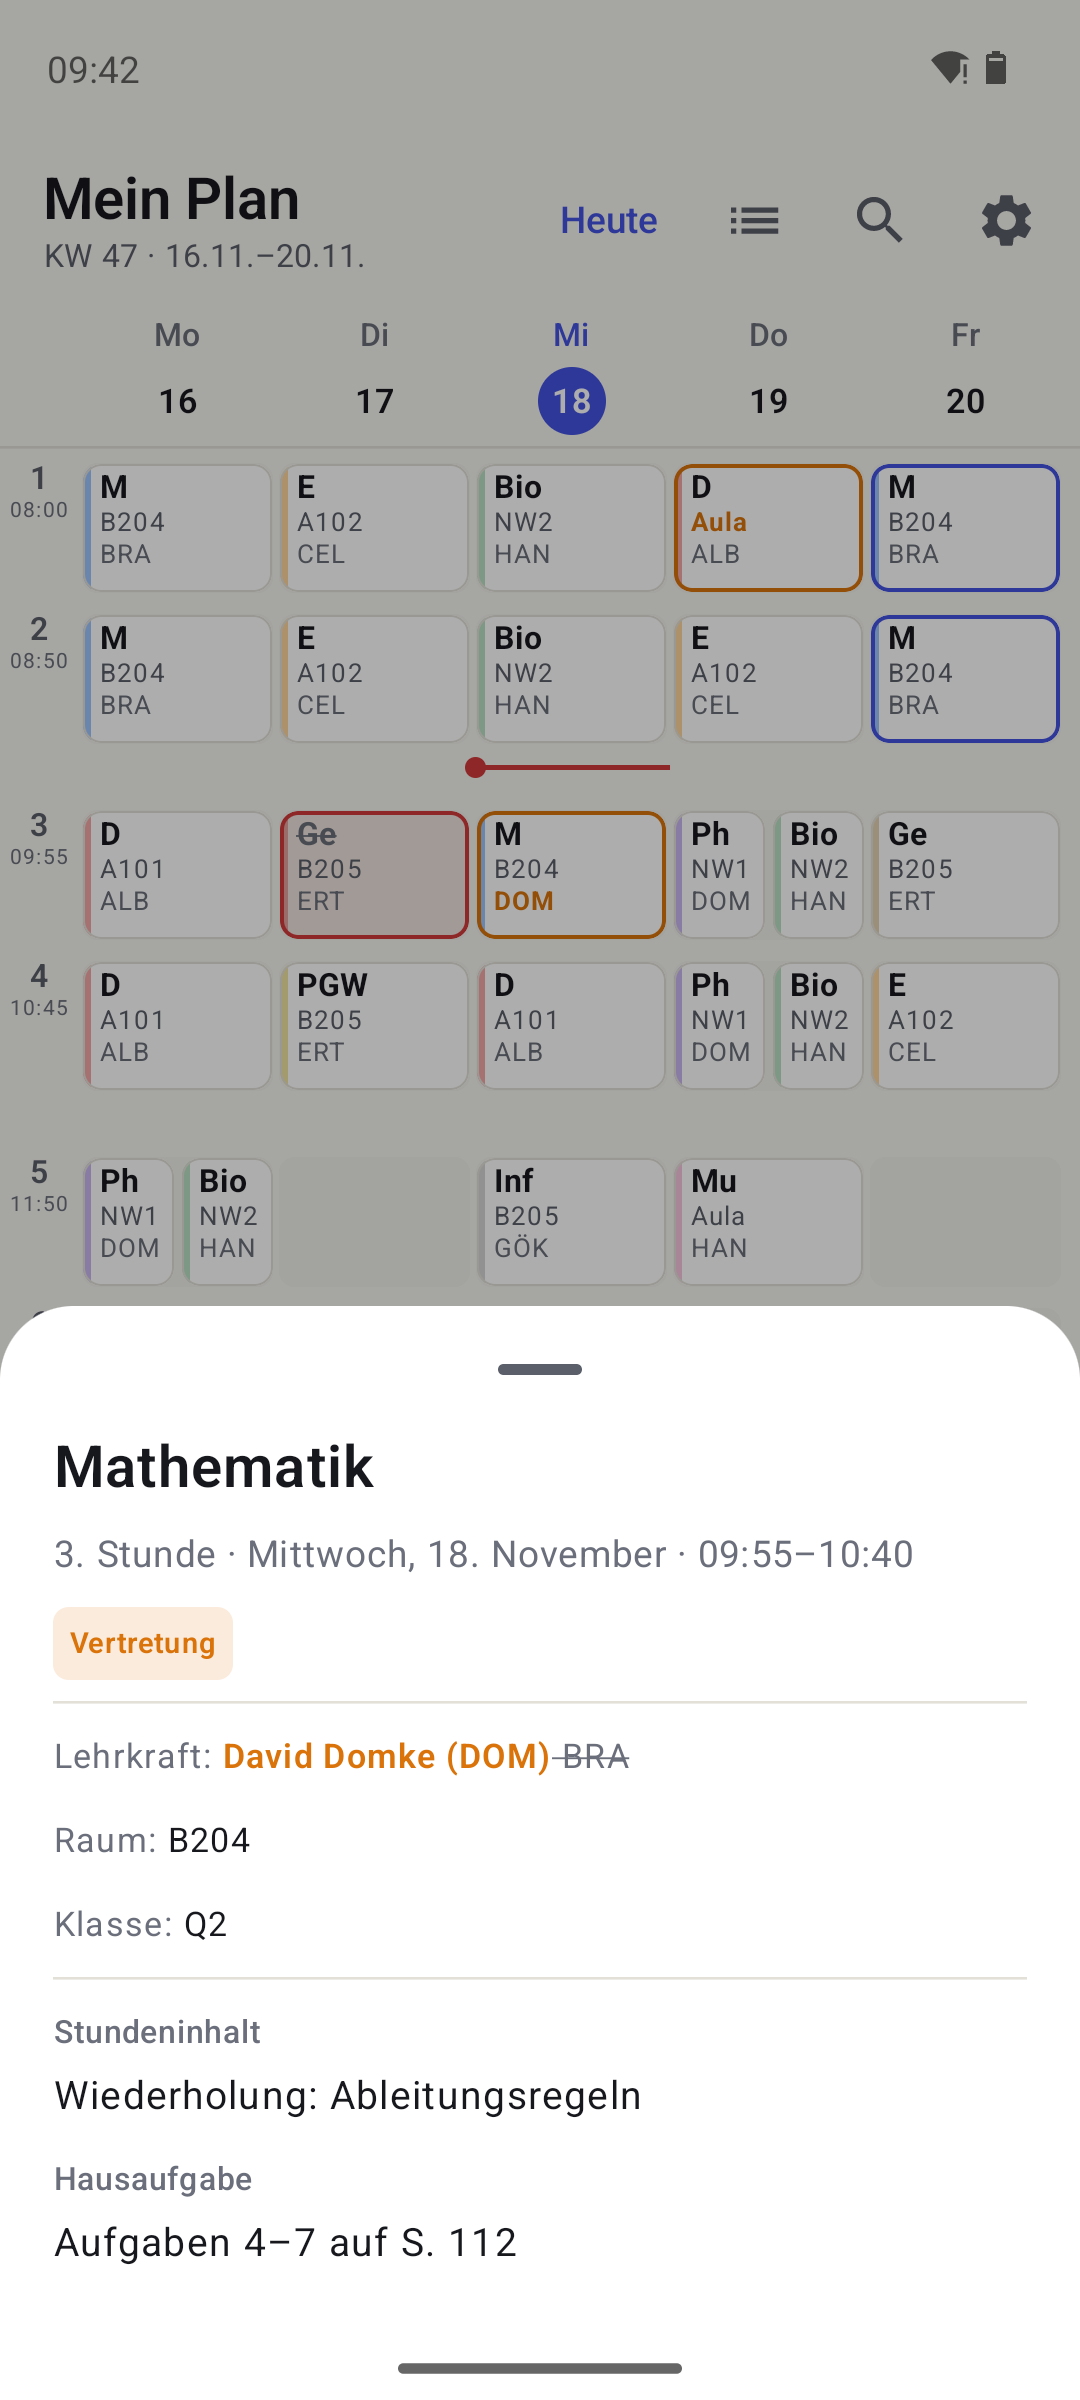 09:42
Mein Plan
KW 47 · 16.11.–20.11.
Heute
Mo Di Mi Do Fr
16 17 18 19 20
1 M E Bio D M
08:00 B204 A102 NW2 Aula B204
BRA CEL HAN ALB BRA
2 M E Bio E M
08:50 B204 A102 NW2 A102 B204
BRA CEL HAN CEL BRA
3 D Ge M Ph Bio Ge
09:55 A101 B205 B204 NW1 NW2 B205
ALB ERT DOM DOM HAN ERT
4 D PGW D Ph Bio E
10:45 A101 B205 A101 NW1 NW2 A102
ALB ERT ALB DOM HAN CEL
5 Ph Bio Inf Mu
11:50 NW1 NW2 B205 Aula
DOM HAN GÖK HAN
Mathematik
3. Stunde · Mittwoch, 18. November · 09:55–10:40
Vertretung
Lehrkraft: David Domke (DOM) BRA
Raum: B204
Klasse: Q2
Stundeninhalt
Wiederholung: Ableitungsregeln
Hausaufgabe
Aufgaben 4–7 auf S. 112